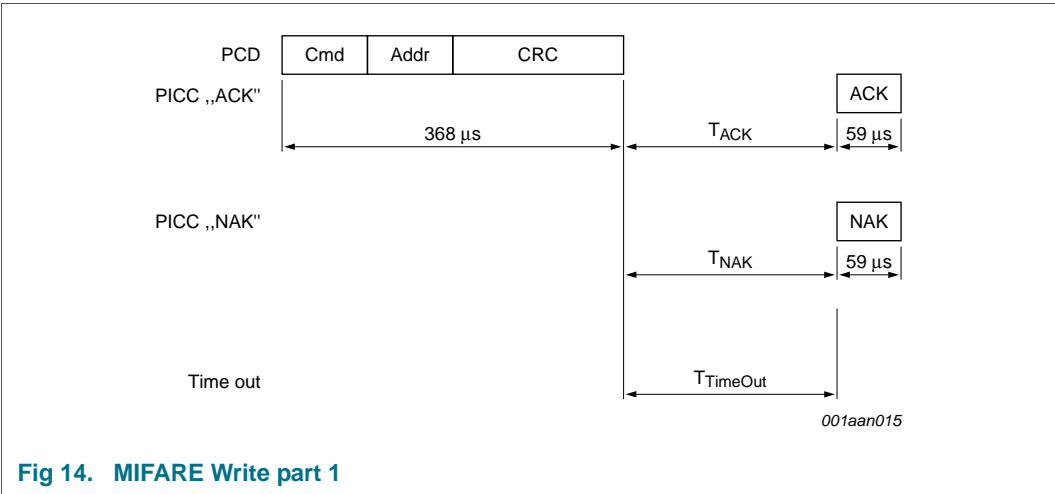 PCD Cmd Addr CRC
PICC ,,ACK" ACK
368 μs TACK 59 μs
PICC ,,NAK" NAK
TNAK 59 μs
Time out TTimeOut
001aan015
Fig 14. MIFARE Write part 1